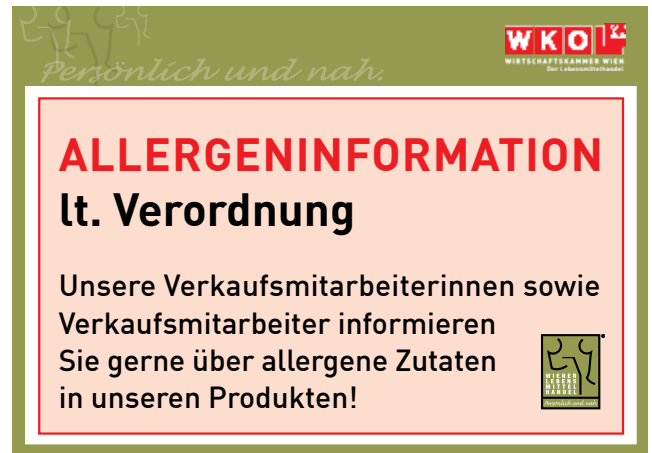 Persönlich und nah.
WKO
WIRTSCHAFTSKAMMER WIEN
Der Lebensmittelhandel
ALLERGENINFORMATION
lt. Verordnung
Unsere Verkaufsmitarbeiterinnen sowie
Verkaufsmitarbeiter informieren
Sie gerne über allergene Zutaten
in unseren Produkten!
WIENER
LEBENS
MITTEL
HANDEL
Persönlich und nah.